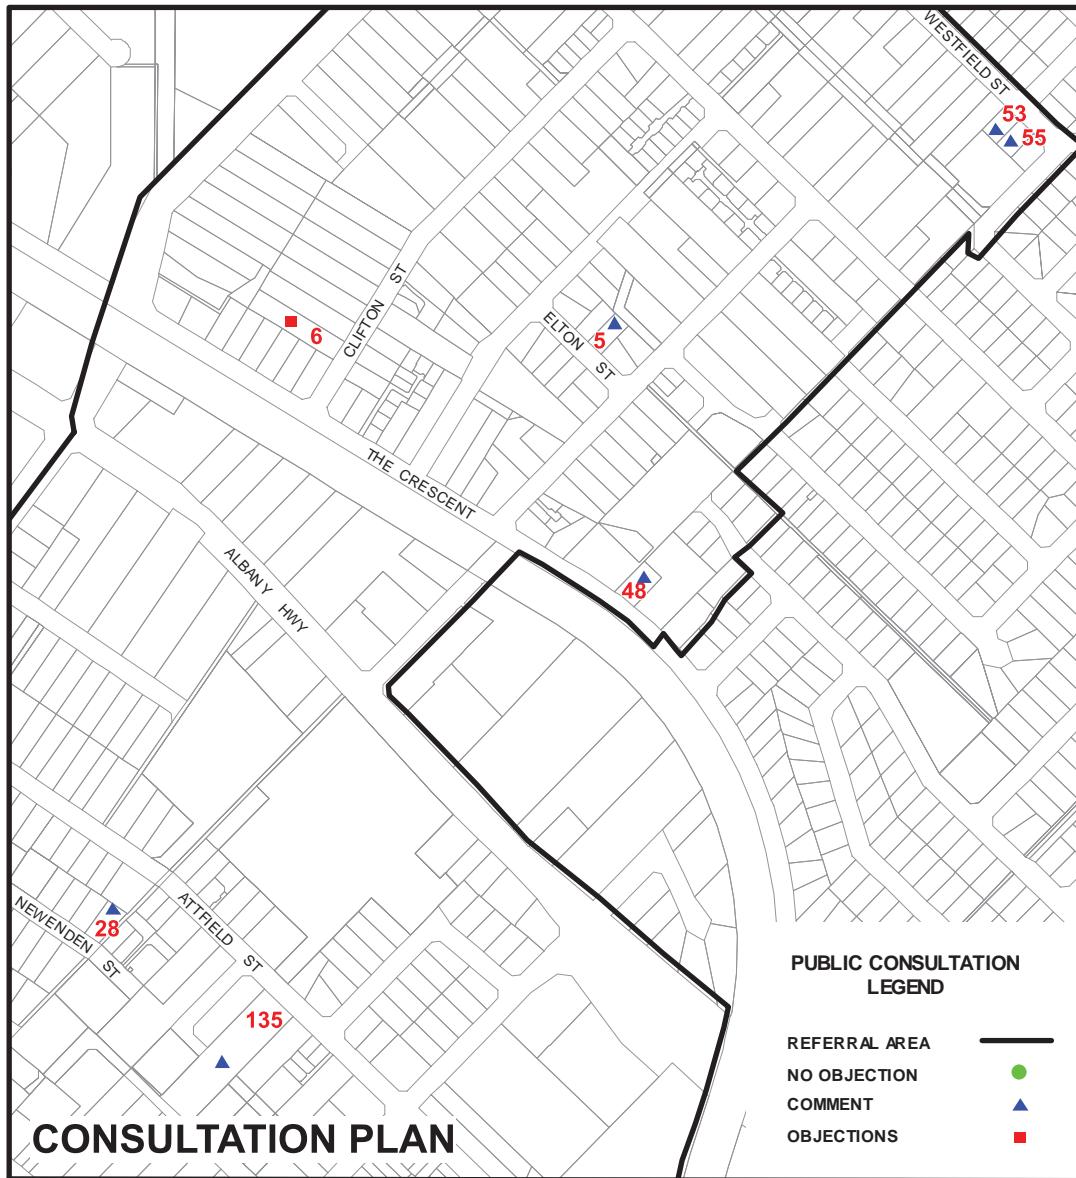 WESTFIELD ST
53
55
CLIFTON ST
6
ELTON ST
5
THE CRESCENT
ALBANY HWY
48
ATTFIELD ST
NEWENDEN ST
28
135
PUBLIC CONSULTATION
LEGEND
REFERRAL AREA
NO OBJECTION
COMMENT
OBJECTIONS
CONSULTATION PLAN